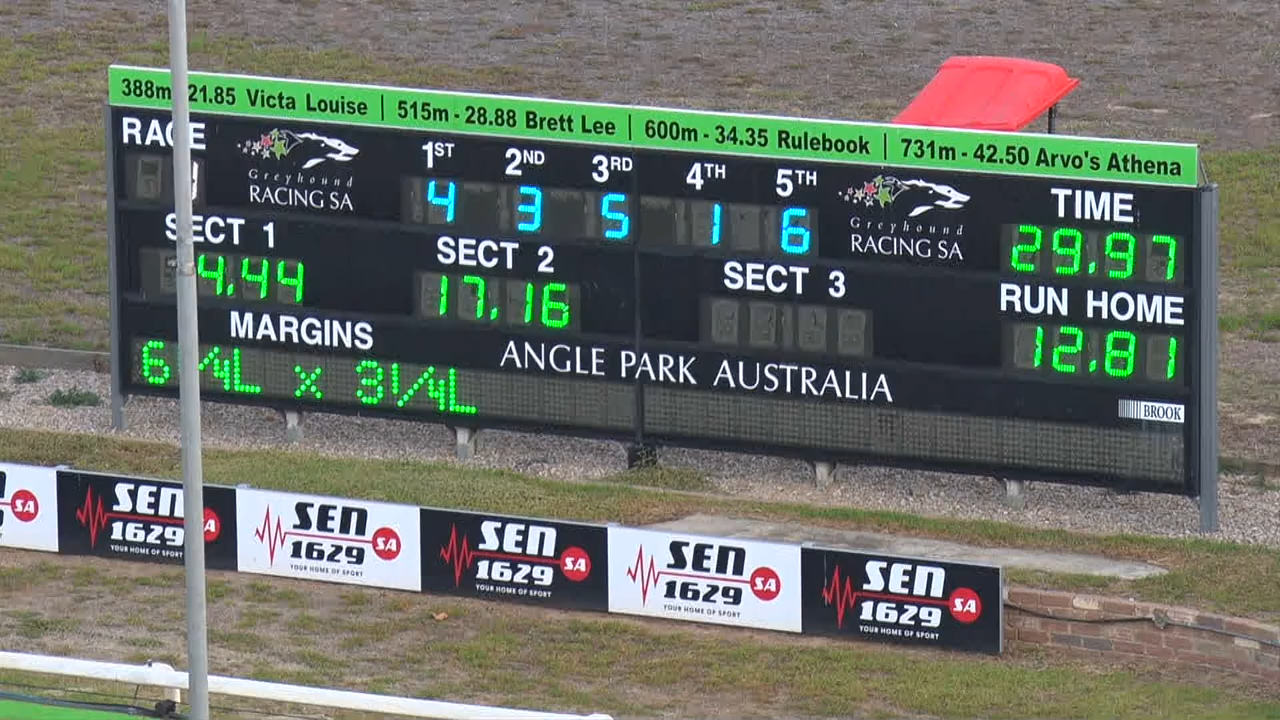 388m 21.85 Victa Louise | 515m - 28.88 Brett Lee | 600m - 34.35 Rulebook | 731m - 42.50 Arvo's Athena
RACE
Greyhound
RACING SA
1ST 2ND 3RD 4TH 5TH
4 3 5 1 6
Greyhound
RACING SA
TIME
29.97
SECT 1
4.44
SECT 2
17.16
SECT 3
RUN HOME
12.81
MARGINS
6 1/4L x 3 1/4L
ANGLE PARK AUSTRALIA
BROOK
SA
SEN
1629
SA
YOUR HOME OF SPORT
SEN
1629
SA
YOUR HOME OF SPORT
SEN
1629
SA
YOUR HOME OF SPORT
SEN
1629
SA
YOUR HOME OF SPORT
SEN
1629
SA
YOUR HOME OF SPORT